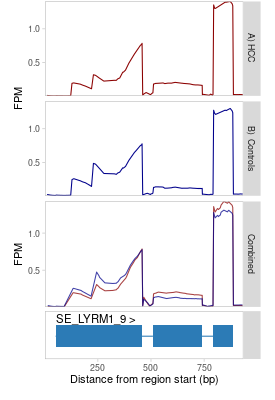 1.0
0.5
A) HCC
FPM
1.0
0.5
B) Controls
1.0
0.5
FPM
Combined
SE_LYRM1_9 >
250 500 750
Distance from region start (bp)